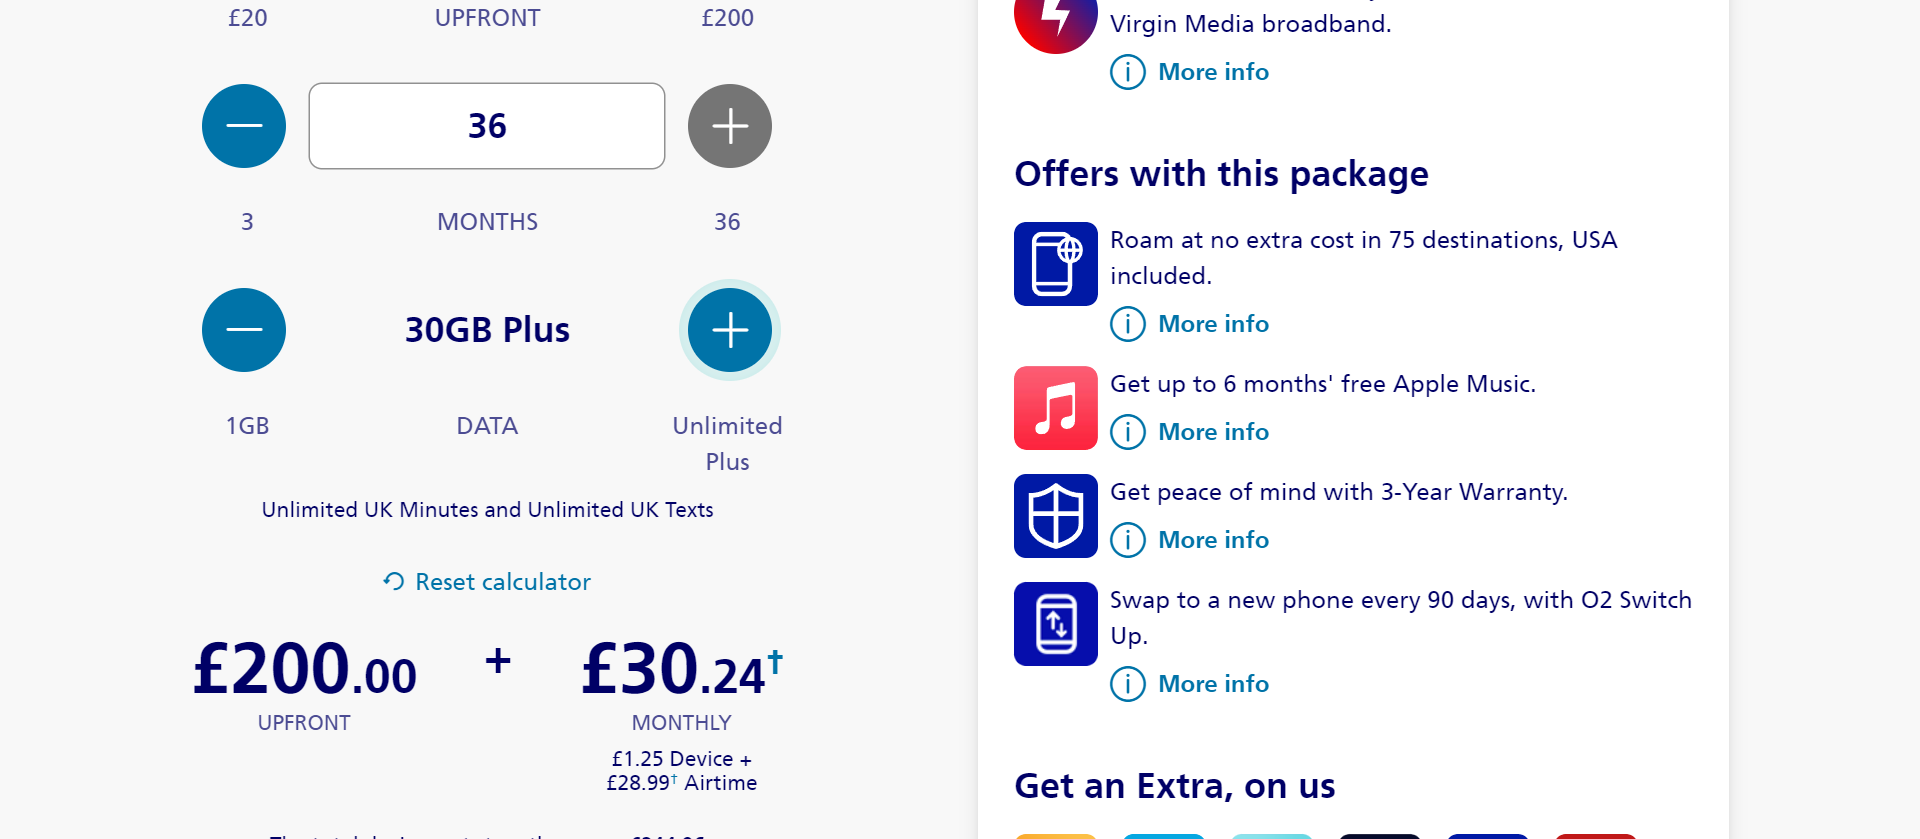 £20 UPFRONT £200
36
3 MONTHS 36
30GB Plus
1GB DATA Unlimited
Plus
Unlimited UK Minutes and Unlimited UK Texts
Reset calculator
£200.00 + £30.24†
UPFRONT MONTHLY
£1.25 Device +
£28.99† Airtime
Virgin Media broadband.
More info
Offers with this package
Roam at no extra cost in 75 destinations, USA
included.
More info
Get up to 6 months' free Apple Music.
More info
Get peace of mind with 3-Year Warranty.
More info
Swap to a new phone every 90 days, with O2 Switch
Up.
More info
Get an Extra, on us